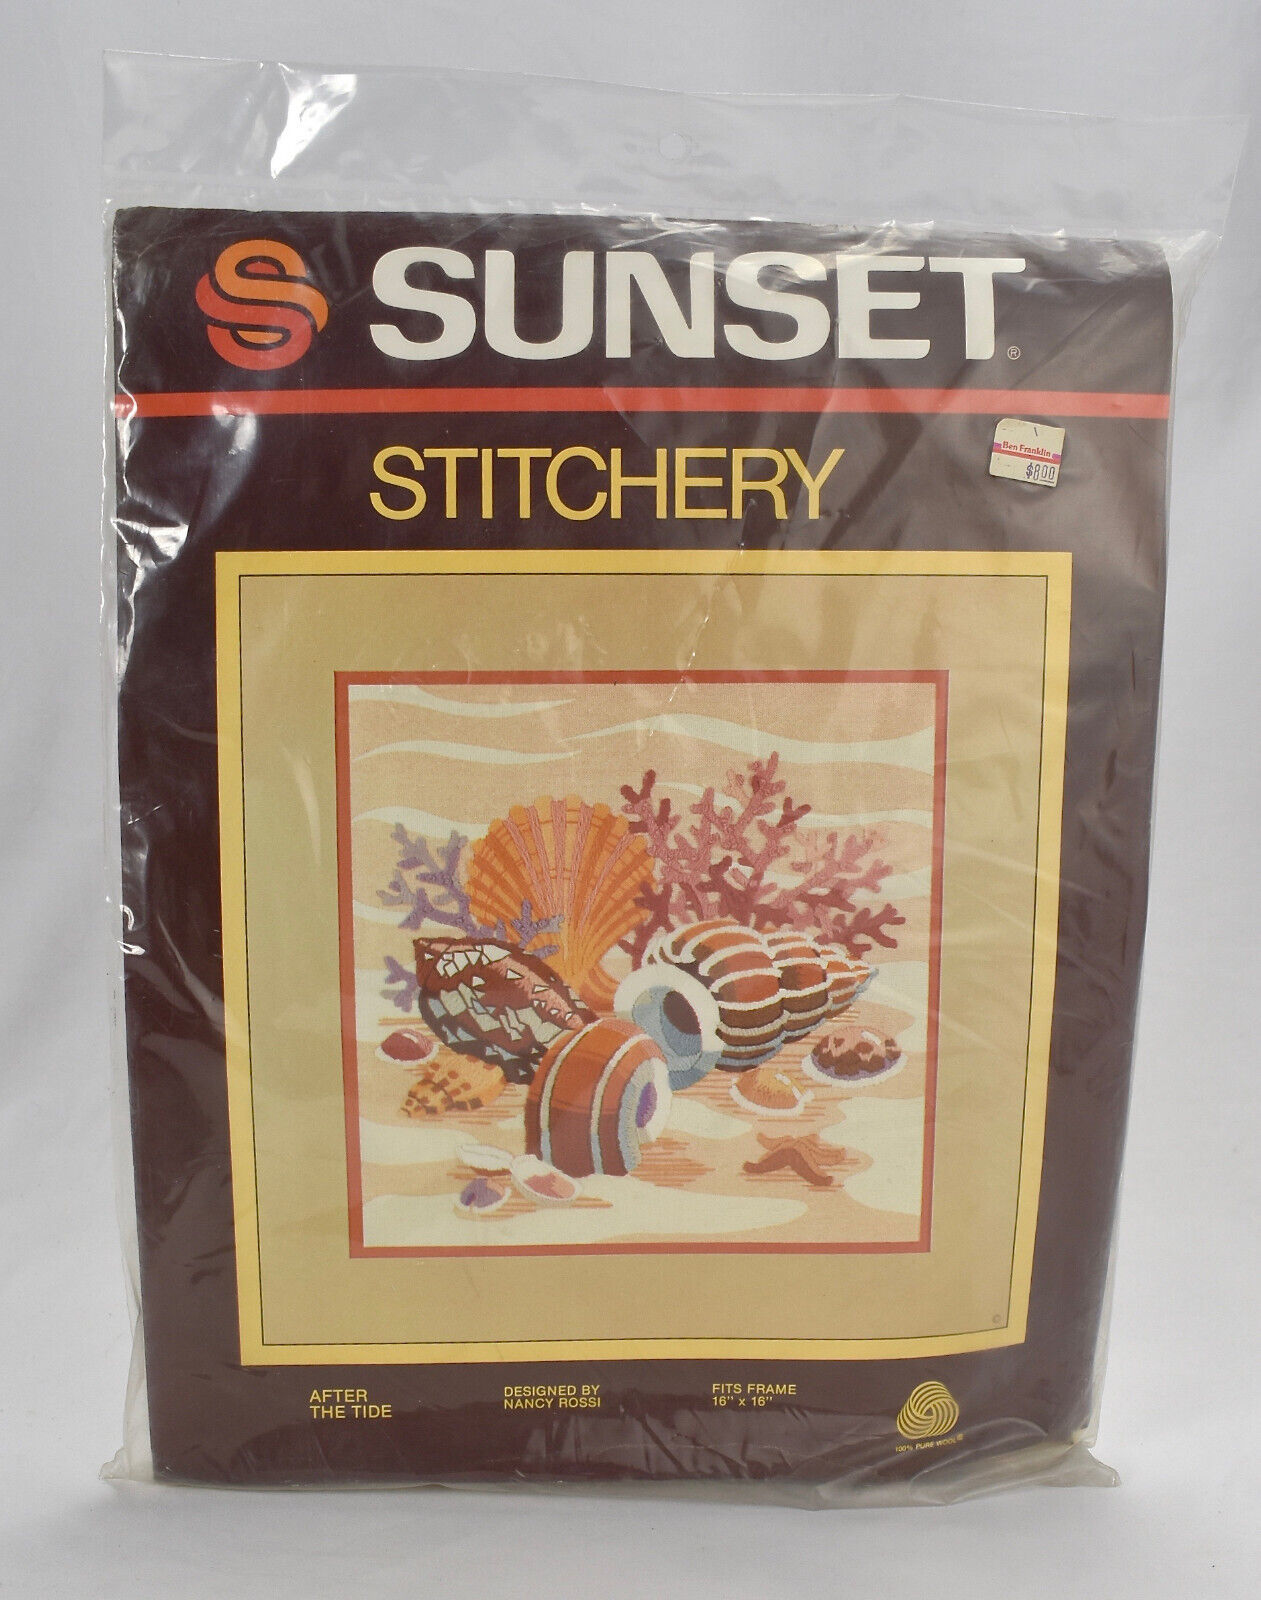 SUNSET®
STITCHERY
Ben Franklin
$8.00
©
AFTER
THE TIDE
DESIGNED BY
NANCY ROSSI
FITS FRAME
16" x 16"
100% PURE WOOL®